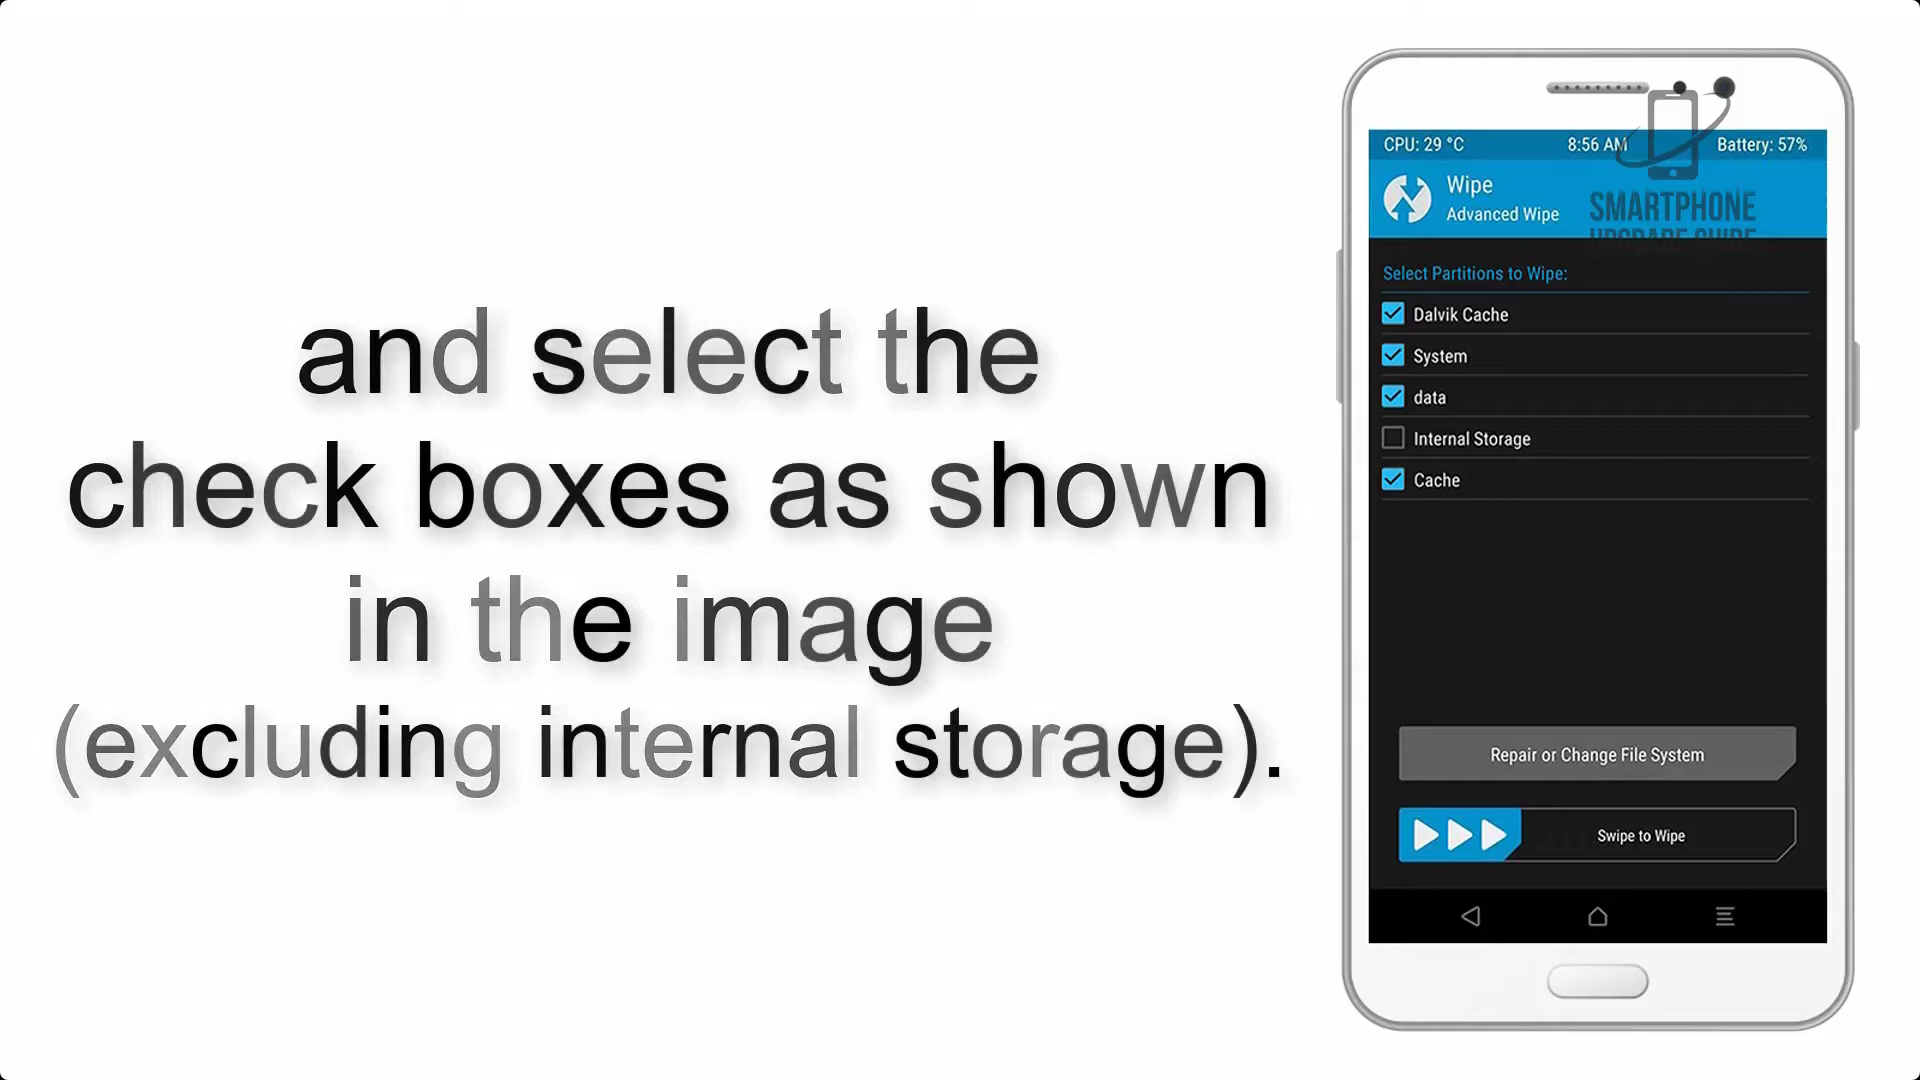 and select the
check boxes as shown
in the image
(excluding internal storage).
CPU: 29 °C 8:56 AM Battery: 57%
Wipe
Advanced Wipe
SMARTPHONE
UPGRADE GUIDE
Select Partitions to Wipe:
Dalvik Cache
System
data
Internal Storage
Cache
Repair or Change File System
Swipe to Wipe